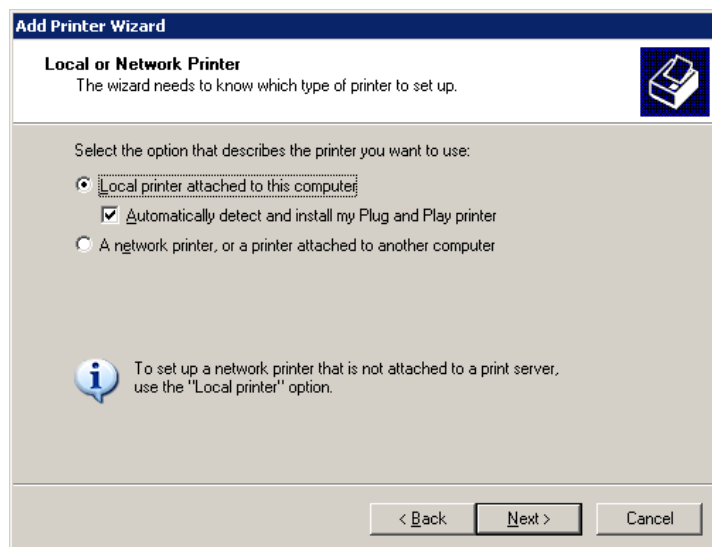 Add Printer Wizard
Local or Network Printer
The wizard needs to know which type of printer to set up.
Select the option that describes the printer you want to use:
Local printer attached to this computer
Automatically detect and install my Plug and Play printer
A network printer, or a printer attached to another computer
To set up a network printer that is not attached to a print server,
use the "Local printer" option.
< Back Next > Cancel